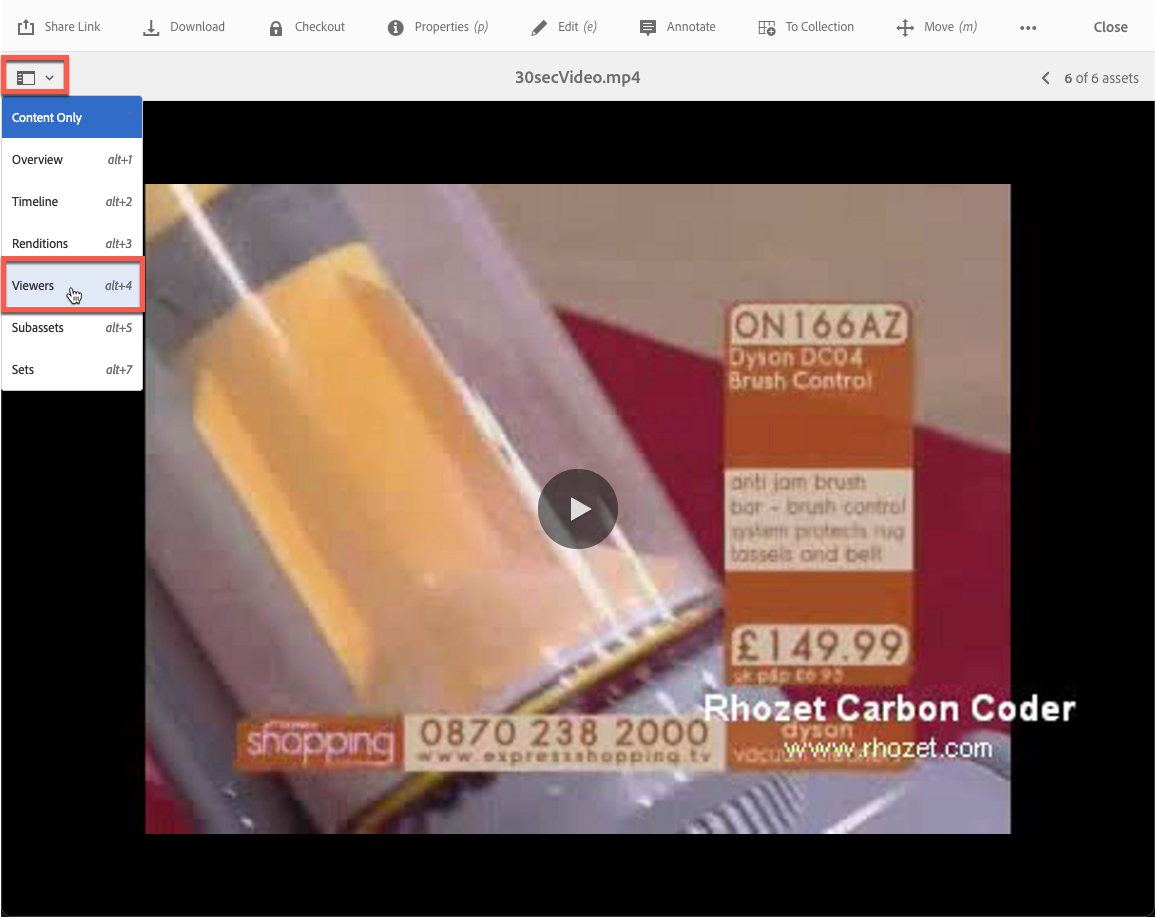 Share Link Download Checkout Properties (p) Edit (e) Annotate To Collection Move (m) Close
30secVideo.mp4 6 of 6 assets
Content Only
Overview alt+1
Timeline alt+2
Renditions alt+3
Viewers alt+4
Subassets alt+5
Sets alt+7
ON166AZ
Dyson DC04
Brush Control
anti jam brush
bar - brush control
system protects rug
tassels and belt
£149.99
uk p&p £6.95
Rhozet Carbon Coder
shopping 0870 238 2000 dyson
www.expressshopping.tv www.rhozet.com